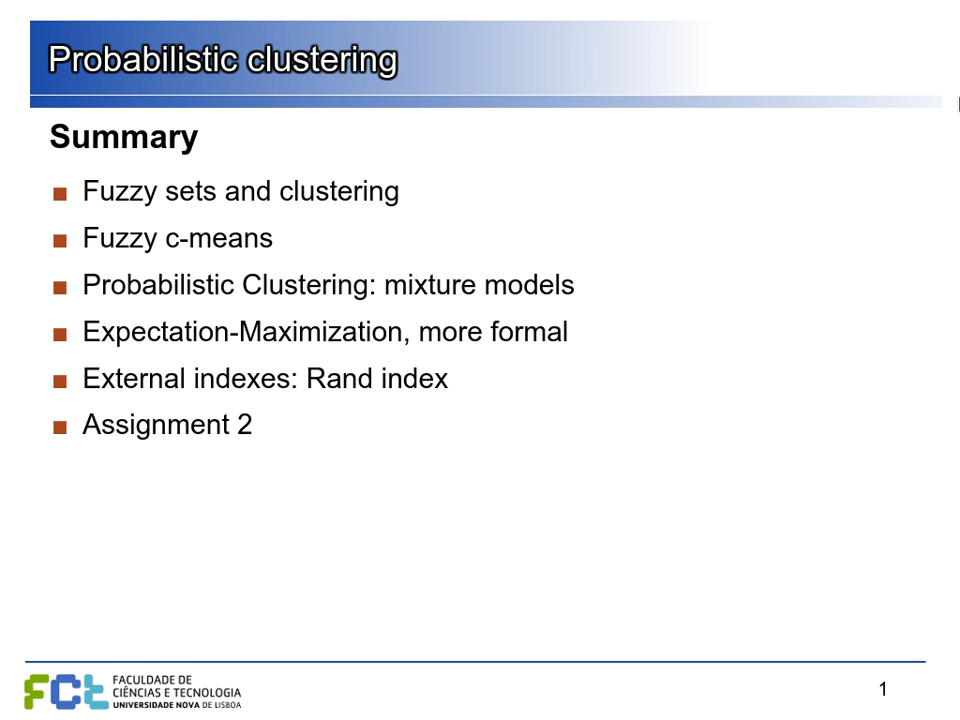 Probabilistic clustering
Summary
Fuzzy sets and clustering
Fuzzy c-means
Probabilistic Clustering: mixture models
Expectation-Maximization, more formal
External indexes: Rand index
Assignment 2
FCt
FACULDADE DE
CIÊNCIAS E TECNOLOGIA
UNIVERSIDADE NOVA DE LISBOA
1